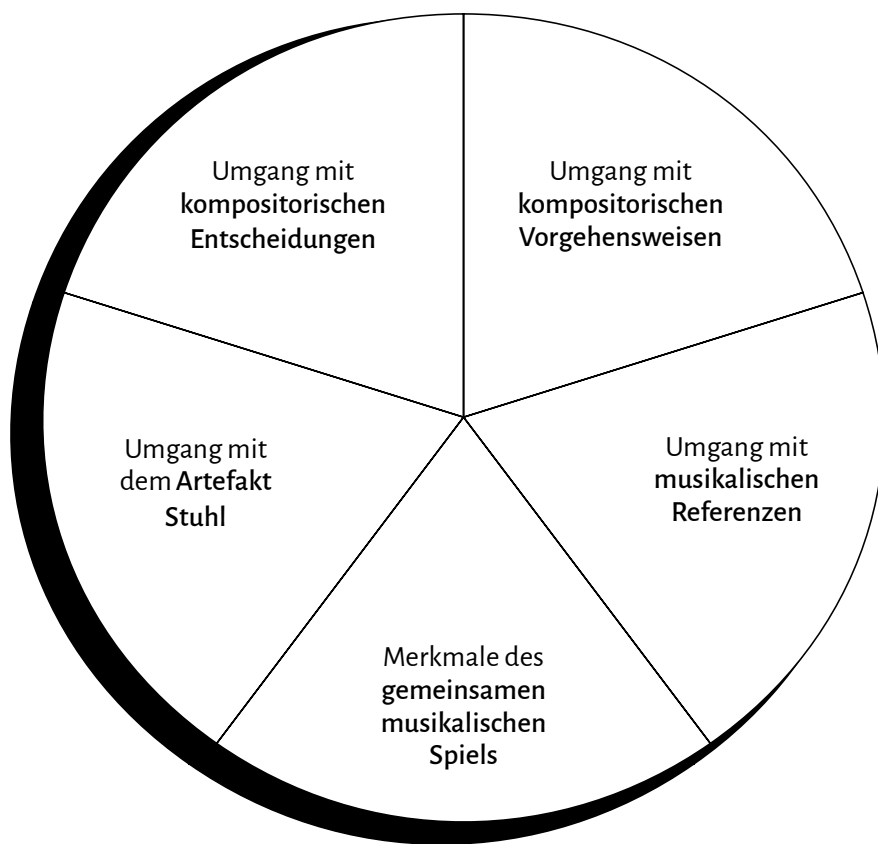 Umgang mit
kompositorischen
Entscheidungen
Umgang mit
kompositorischen
Vorgehensweisen
Umgang mit
dem Artefakt
Stuhl
Umgang mit
musikalischen
Referenzen
Merkmale des
gemeinsamen
musikalischen
Spiels